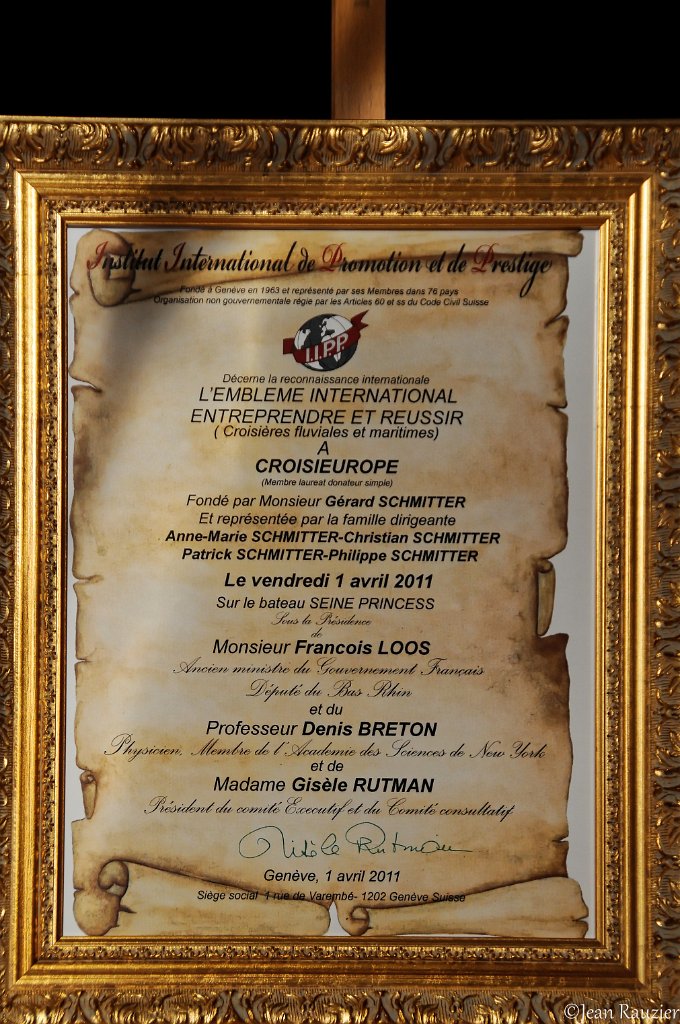 Institut International de Promotion et de Prestige
Fondé à Genève en 1963 et représenté par ses Membres dans 76 pays
Organisation non gouvernementale régie par les Articles 60 et ss du Code Civil Suisse
I.I.P.P.
Décerne la reconnaissance internationale
L'EMBLEME INTERNATIONAL
ENTREPRENDRE ET REUSSIR
( Croisières fluviales et maritimes)
A
CROISIEUROPE
(Membre laureat donateur simple)
Fondé par Monsieur Gérard SCHMITTER
Et représentée par la famille dirigeante
Anne-Marie SCHMITTER-Christian SCHMITTER
Patrick SCHMITTER-Philippe SCHMITTER
Le vendredi 1 avril 2011
Sur le bateau SEINE PRINCESS
Sous la Présidence
de
Monsieur Francois LOOS
Ancien ministre du Gouvernement Français
Député du Bas Rhin
et du
Professeur Denis BRETON
Physicien, Membre de l'Academie des Sciences de New York
et de
Madame Gisèle RUTMAN
Président du comité Executif et du Comité consultatif
Gisèle Rutman
Genève, 1 avril 2011
Siège social 1 rue de Varembé- 1202 Genève Suisse
©Jean Rauzier